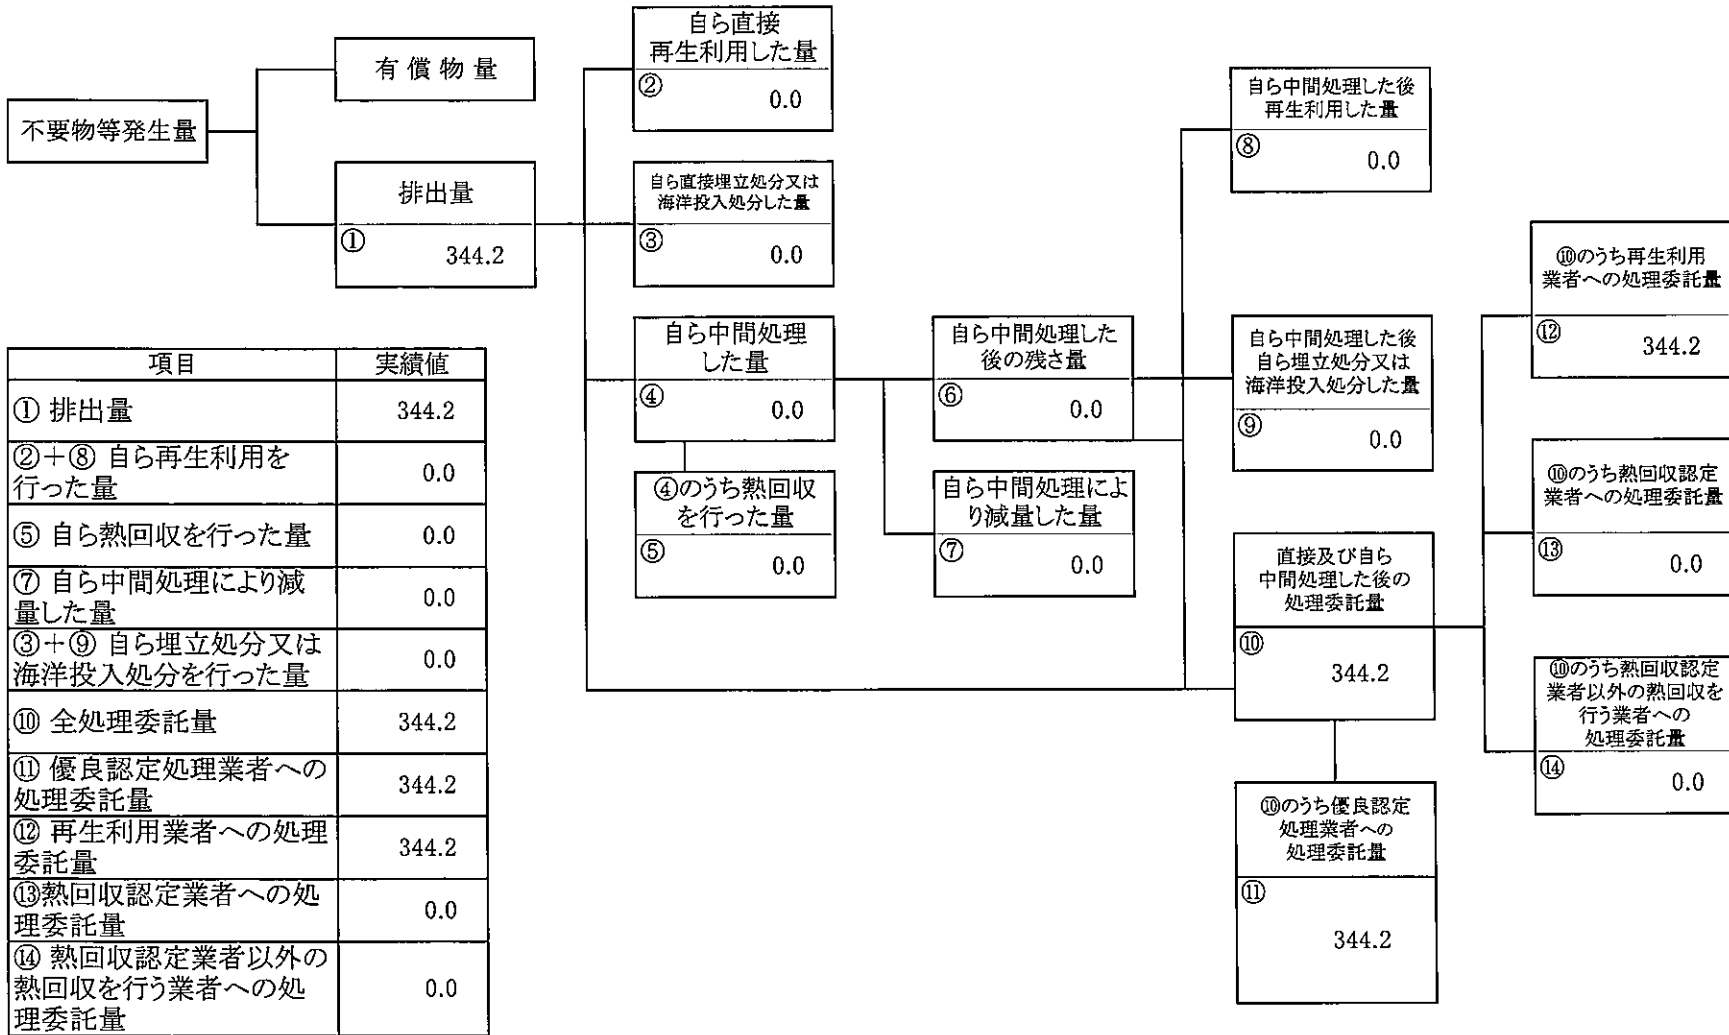 不要物等発生量
有償物量
排出量
①
344.2
自ら直接
再生利用した量
②
0.0
自ら直接埋立処分又は
海洋投入処分した量
③
0.0
自ら中間処理
した量
④
0.0
④のうち熱回収
を行った量
⑤
0.0
自ら中間処理した
後の残さ量
⑥
0.0
自ら中間処理によ
り減量した量
⑦
0.0
自ら中間処理した後
再生利用した量
⑧
0.0
自ら中間処理した後
自ら埋立処分又は
海洋投入処分した量
⑨
0.0
直接及び自ら
中間処理した後の
処理委託量
⑩
344.2
⑩のうち優良認定
処理業者への
処理委託量
⑪
344.2
⑩のうち再生利用
業者への処理委託量
⑫
344.2
⑩のうち熱回収認定
業者への処理委託量
⑬
0.0
⑩のうち熱回収認定
業者以外の熱回収を
行う業者への
処理委託量
⑭
0.0
項目 実績値
① 排出量 344.2
②+⑧ 自ら再生利用を
行った量 0.0
⑤ 自ら熱回収を行った量 0.0
⑦ 自ら中間処理により減
量した量 0.0
③+⑨ 自ら埋立処分又は
海洋投入処分を行った量 0.0
⑩ 全処理委託量 344.2
⑪ 優良認定処理業者への
処理委託量 344.2
⑫ 再生利用業者への処理
委託量 344.2
⑬熱回収認定業者への処
理委託量 0.0
⑭ 熱回収認定業者以外の
熱回収を行う業者への処
理委託量 0.0